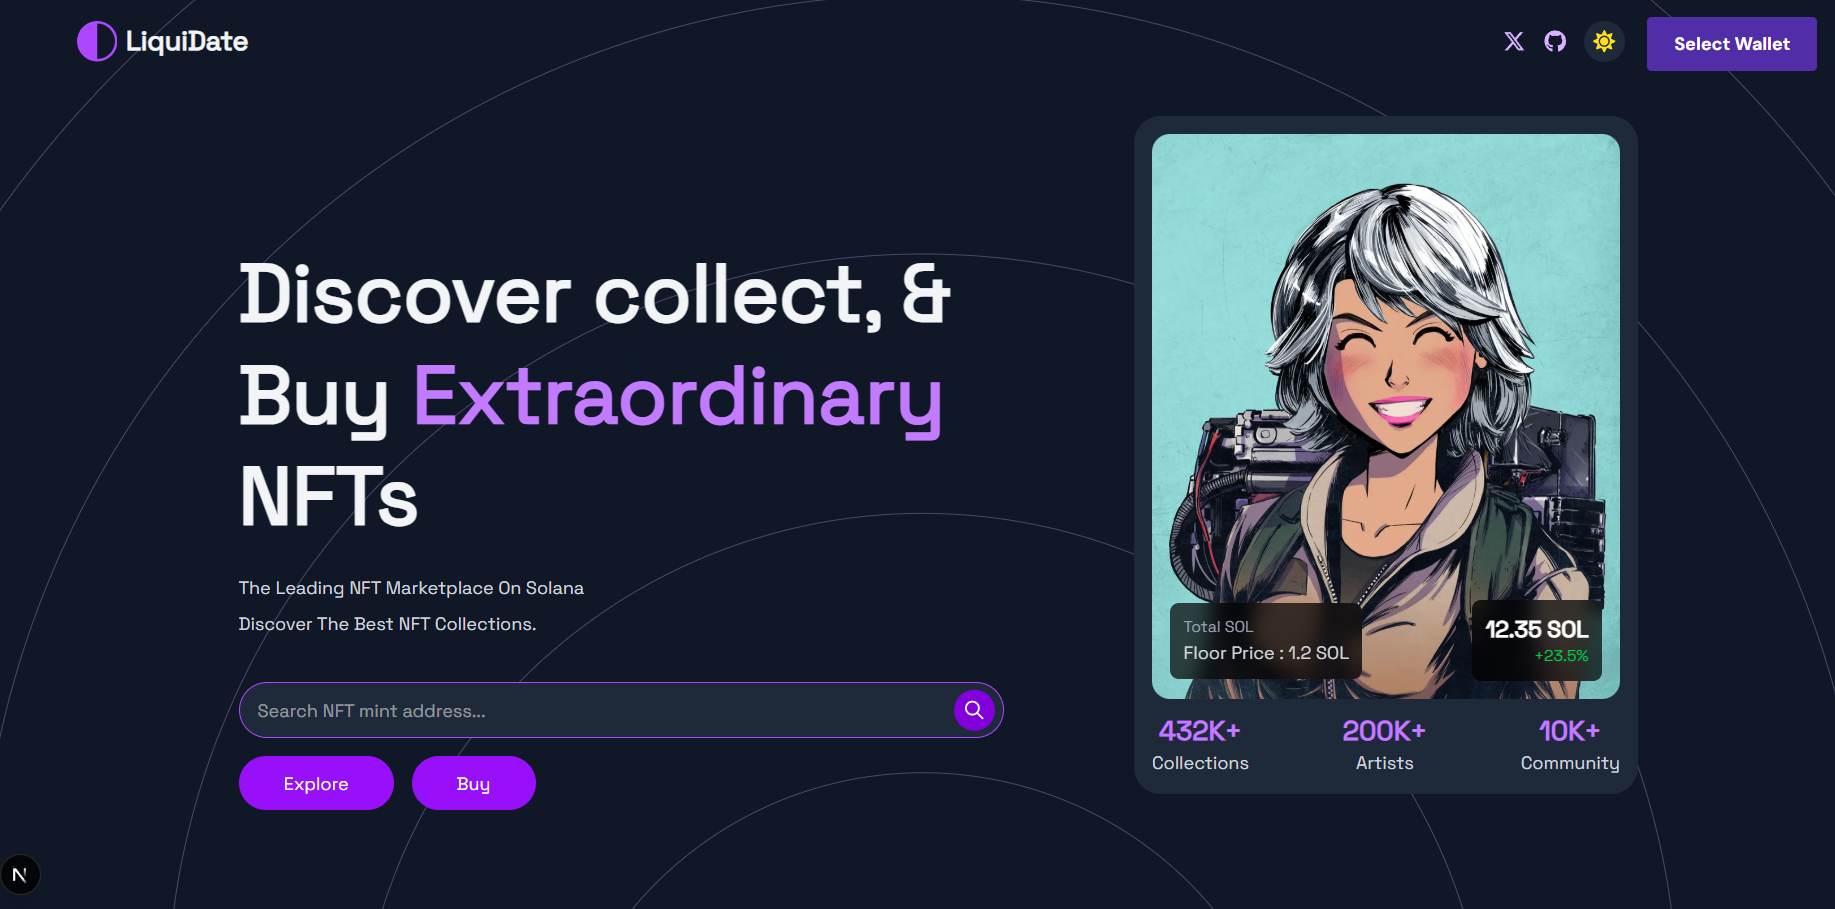 LiquiDate
Select Wallet
Discover collect, &
Buy Extraordinary
NFTs
The Leading NFT Marketplace On Solana
Discover The Best NFT Collections.
Search NFT mint address...
Explore
Buy
Total SOL
Floor Price : 1.2 SOL
12.35 SOL
+23.5%
432K+
Collections
200K+
Artists
10K+
Community
N